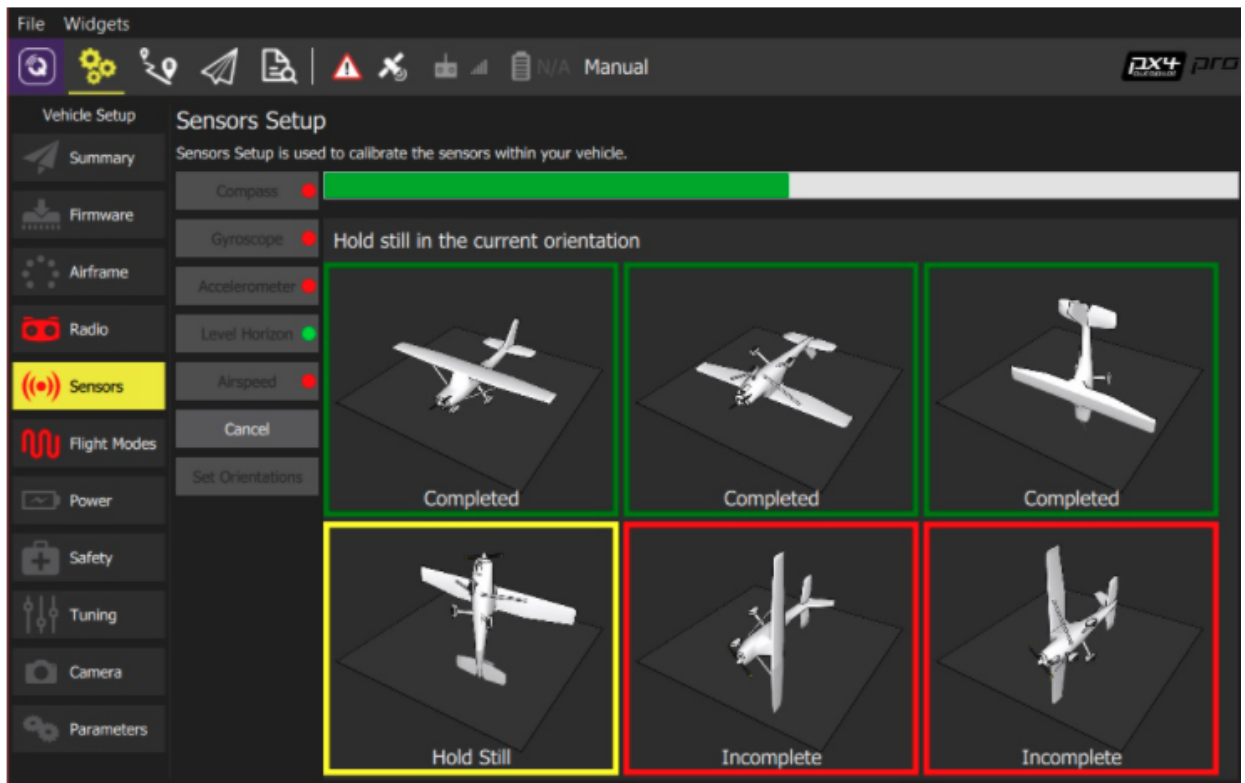 File Widgets
N/A Manual
px4 pro
Vehicle Setup
Summary
Firmware
Airframe
Radio
Sensors
Flight Modes
Power
Safety
Tuning
Camera
Parameters
Sensors Setup
Sensors Setup is used to calibrate the sensors within your vehicle.
Compass
Gyroscope
Accelerometer
Level Horizon
Airspeed
Cancel
Set Orientations
Hold still in the current orientation
Completed Completed Completed
Hold Still Incomplete Incomplete